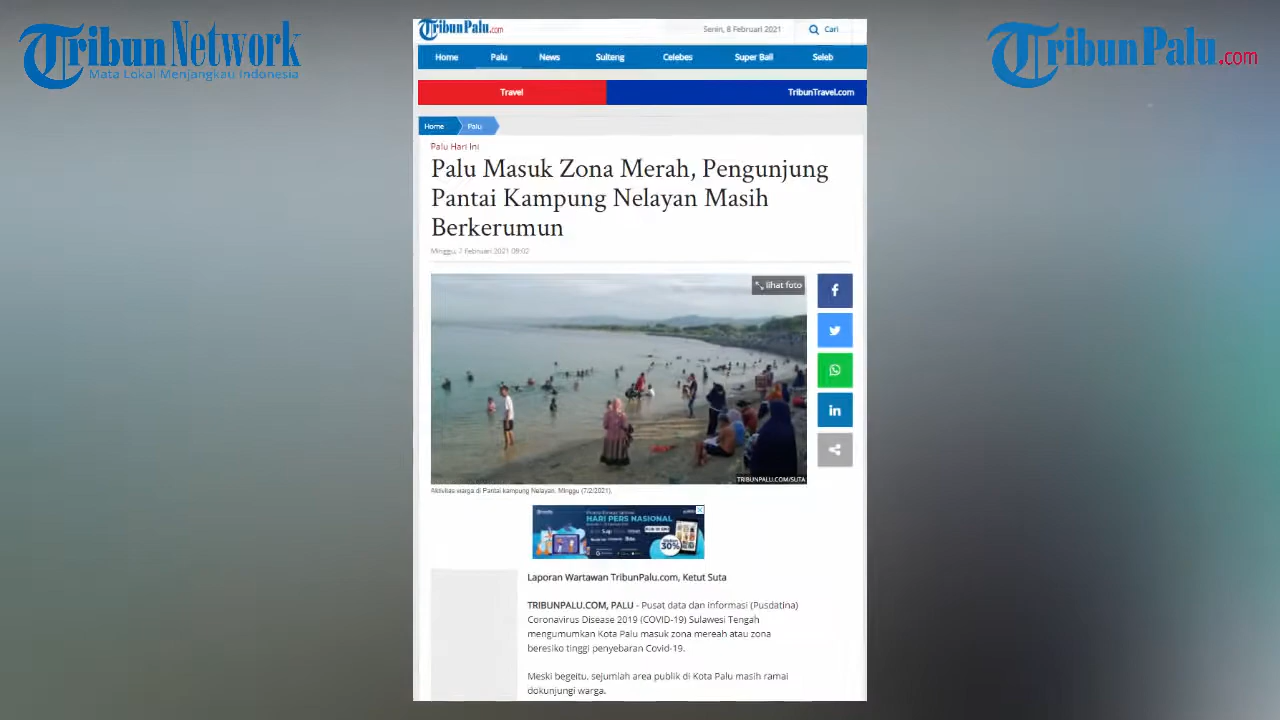 TribunNetwork
Mata Lokal Menjangkau Indonesia
TribunPalu.com
TribunPalu.com
Senin, 8 Februari 2021
Cari
Home Palu News Sulteng Celebes Super Ball Seleb
Travel TribunTravel.com
Home Palu
Palu Hari Ini
Palu Masuk Zona Merah, Pengunjung
Pantai Kampung Nelayan Masih
Berkerumun
Minggu, 7 Februari 2021 09:02
lihat foto
TRIBUNPALU.COM/SUTA
Aktivitas warga di Pantai kampung Nelayan, Minggu (7/2/2021).
HARI PERS NASIONAL
30%
Laporan Wartawan TribunPalu.com, Ketut Suta
TRIBUNPALU.COM, PALU - Pusat data dan Informasi (Pusdatina)
Coronavirus Disease 2019 (COVID-19) Sulawesi Tengah
mengumumkan Kota Palu masuk zona mereah atau zona
beresiko tinggi penyebaran Covid-19.
Meski begeitu, sejumlah area publik di Kota Palu masih ramai
dokunjungi warga.